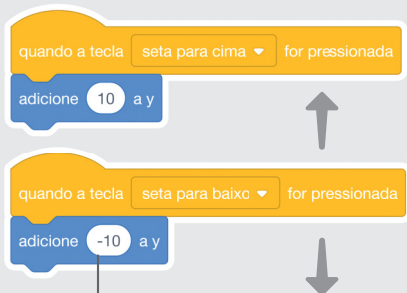 quando a tecla seta para cima for pressionada
adicione 10 a y
quando a tecla seta para baixo for pressionada
adicione -10 a y